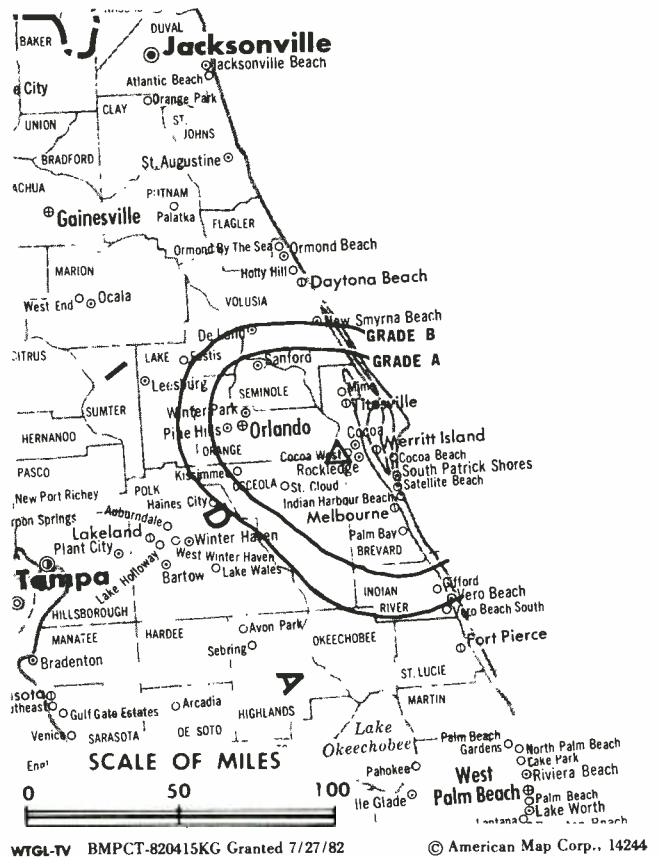 DUVAL
BAKER
Jacksonville
Jacksonville Beach
Atlantic Beach
e City
Orange Park
CLAY
UNION
ST.
JOHNS
BRADFORD
St. Augustine
ACHUA
PUTNAM
Palatka
Gainesville
FLAGLER
Ormond By The Sea
Ormond Beach
Holly Hill
MARION
Daytona Beach
West End
Ocala
VOLUSIA
New Smyrna Beach
De Land
GRADE B
CITRUS
LAKE
Eustis
Sanford
GRADE A
Leesburg
SEMINOLE
Mims
SUMTER
Titusville
Winter Park
Pine Hills
Orlando
HERNANDO
ORANGE
Cocoa
Merritt Island
Cocoa West
Cocoa Beach
Rockledge
PASCO
South Patrick Shores
Kissimmee
OSCEOLA
St. Cloud
Satellite Beach
New Port Richey
POLK
Haines City
Indian Harbour Beach
Melbourne
rpon Springs
Auburndale
Lakeland
Winter Haven
Palm Bay
Plant City
West Winter Haven
BREVARD
Lake Holloway
Bartow
Lake Wales
D
Tampa
Gifford
INDIAN
RIVER
Vero Beach
Vero Beach South
HILLSBOROUGH
MANATEE
HARDEE
Avon Park
OKEECHOBEE
Sebring
Fort Pierce
Bradenton
ST. LUCIE
A
MARTIN
isota
utheast
Gulf Gate Estates
Arcadia
HIGHLANDS
Venice
SARASOTA
DE SOTO
Lake
Okeechobee
Palm Beach
Gardens
North Palm Beach
Lake Park
Pahokee
West
Palm Beach
Riviera Beach
lle Glade
Palm Beach
Lake Worth
Lantana
SCALE OF MILES
0 50 100
WTGL-TV BMPCT-820415KG Granted 7/27/82
© American Map Corp., 14244